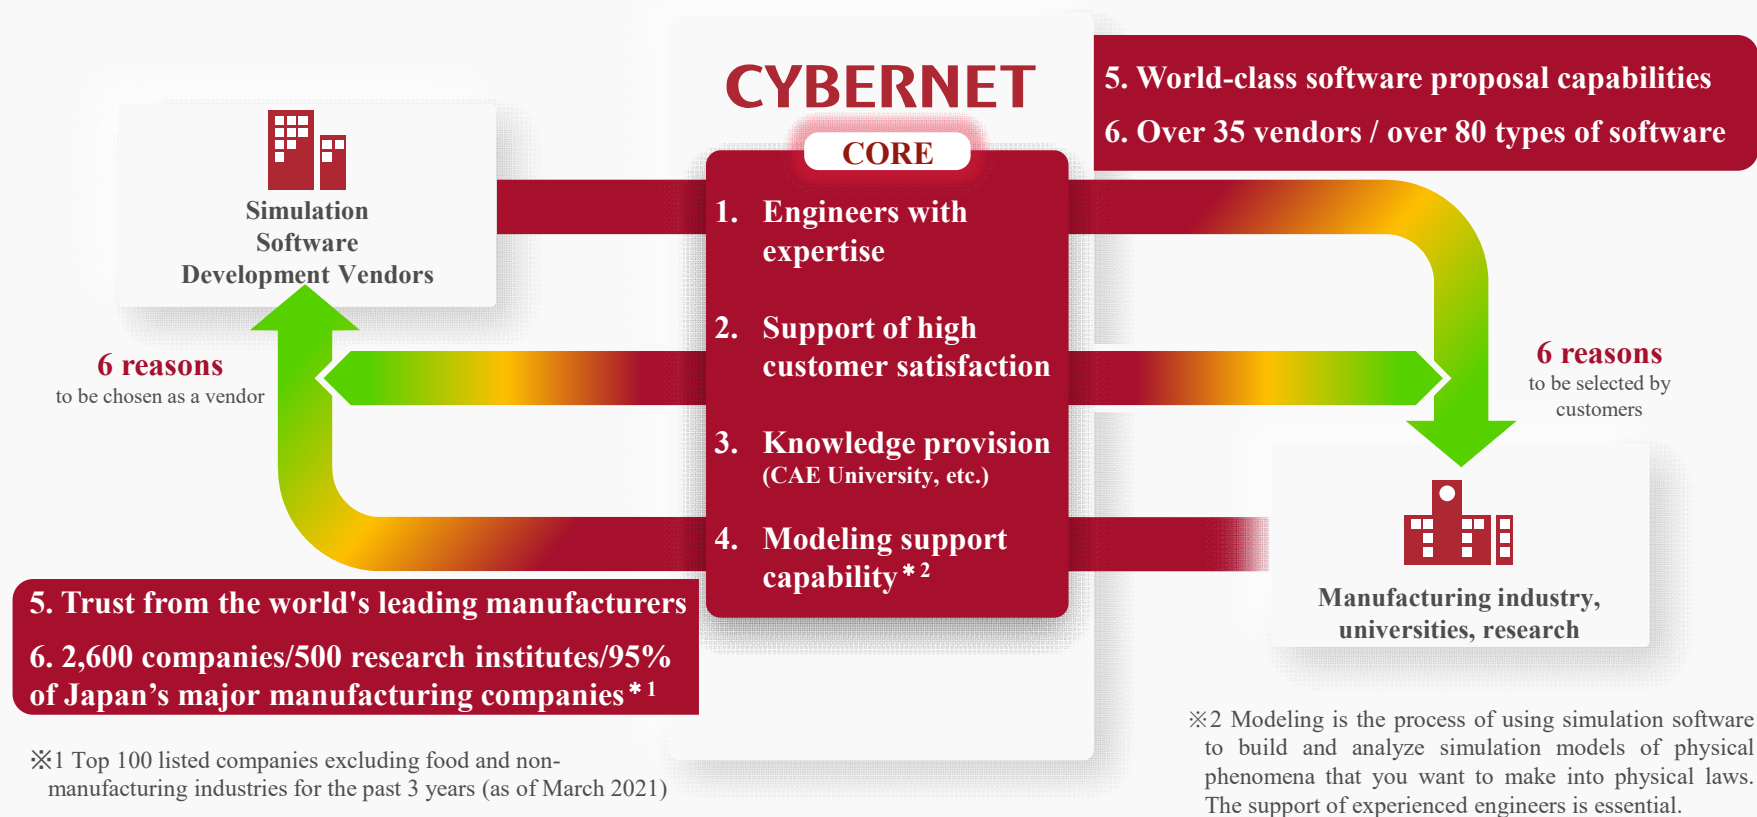 CYBERNET
CORE
Simulation
Software
Development Vendors
6 reasons
to be chosen as a vendor
1. Engineers with
expertise
2. Support of high
customer satisfaction
3. Knowledge provision
(CAE University, etc.)
4. Modeling support
capability*2
5. World-class software proposal capabilities
6. Over 35 vendors / over 80 types of software
6 reasons
to be selected by
customers
Manufacturing industry,
universities, research
5. Trust from the world's leading manufacturers
6. 2,600 companies/500 research institutes/95%
of Japan’s major manufacturing companies*1
※1 Top 100 listed companies excluding food and non-
manufacturing industries for the past 3 years (as of March 2021)
※2 Modeling is the process of using simulation software
to build and analyze simulation models of physical
phenomena that you want to make into physical laws.
The support of experienced engineers is essential.